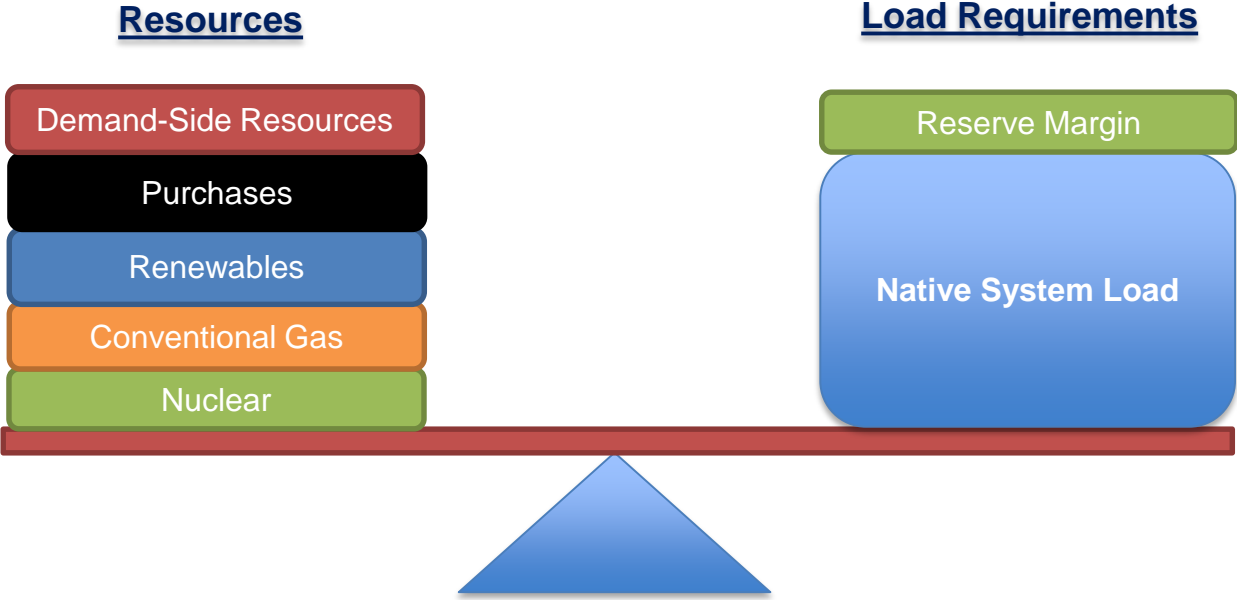 Resources
Load Requirements
Demand-Side Resources
Purchases
Renewables
Conventional Gas
Nuclear
Reserve Margin
Native System Load